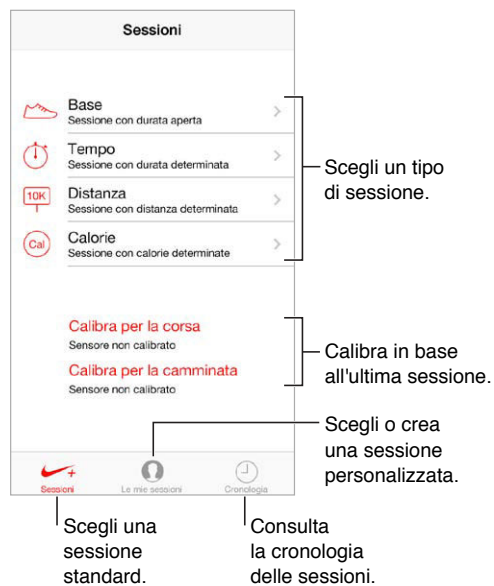 Sessioni
Base
Sessione con durata aperta
Tempo
Sessione con durata determinata
10K
Distanza
Sessione con distanza determinata
Cal
Calorie
Sessione con calorie determinate
Scegli un tipo
di sessione.
Calibra per la corsa
Sensore non calibrato
Calibra per la camminata
Sensore non calibrato
Calibra in base
all'ultima sessione.
Scegli o crea
una sessione
personalizzata.
Sessioni
Le mie sessioni
Cronologia
Scegli una
sessione
standard.
Consulta
la cronologia
delle sessioni.